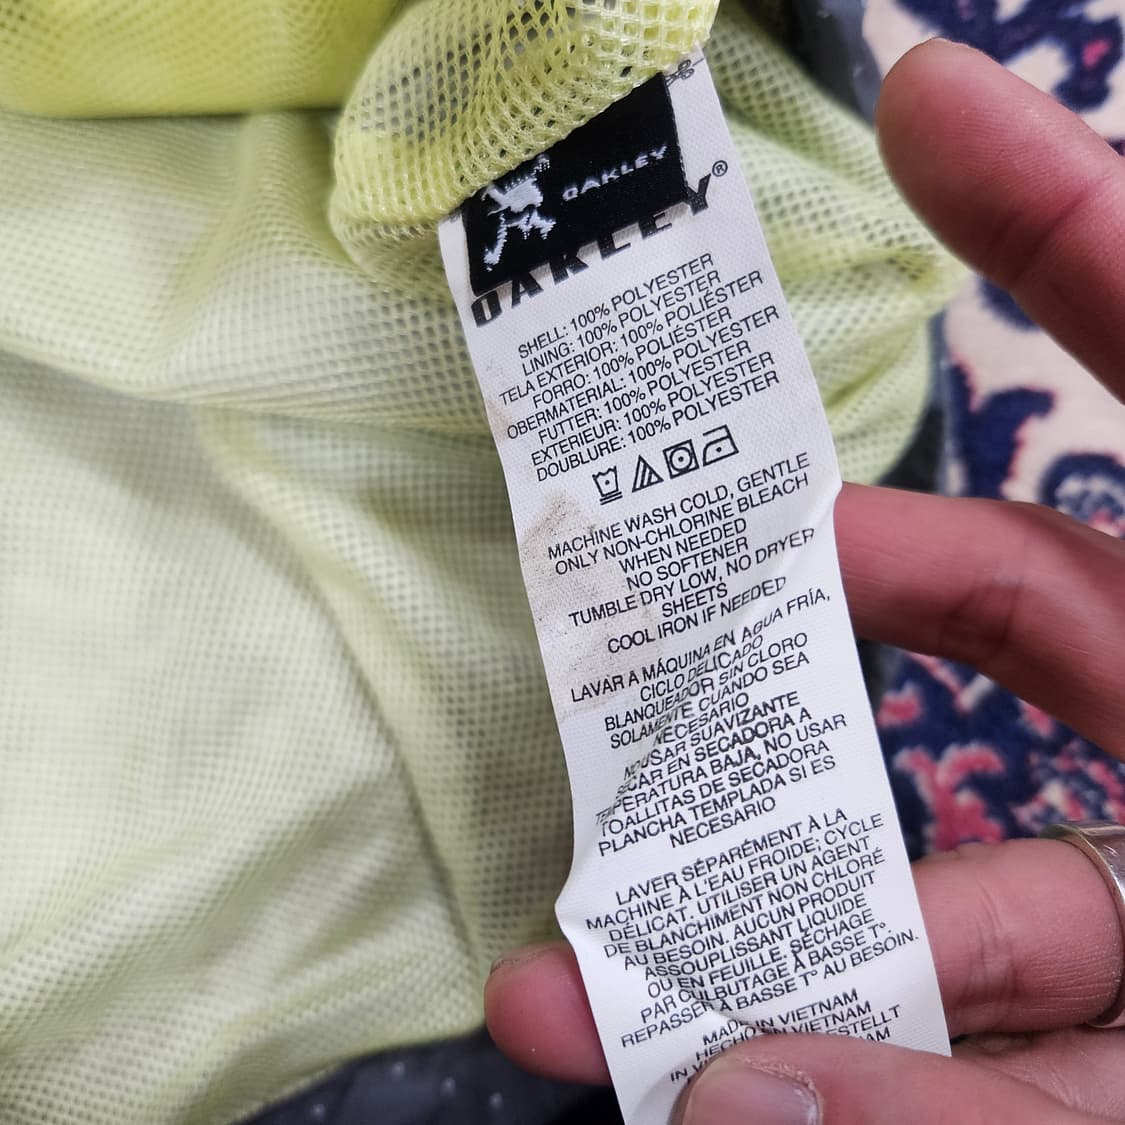 OAKLEY
OAKLEY®
SHELL: 100% POLYESTER
LINING: 100% POLYESTER
TELA EXTERIOR: 100% POLIÉSTER
FORRO: 100% POLIÉSTER
OBERMATERIAL: 100% POLYESTER
FUTTER: 100% POLYESTER
EXTERIEUR: 100% POLYESTER
DOUBLURE: 100% POLYESTER
MACHINE WASH COLD, GENTLE
ONLY NON-CHLORINE BLEACH
WHEN NEEDED
NO SOFTENER
TUMBLE DRY LOW, NO DRYER
SHEETS
COOL IRON IF NEEDED
LAVAR A MÁQUINA EN AGUA FRÍA,
CICLO DELICADO
BLANQUEADOR SIN CLORO
SOLAMENTE CUANDO SEA
NECESARIO
NO USAR SUAVIZANTE
SECAR EN SECADORA A
TEMPERATURA BAJA, NO USAR
TOALLITAS DE SECADORA
PLANCHA TEMPLADA SI ES
NECESARIO
LAVER SÉPARÉMENT À LA
MACHINE À L'EAU FROIDE; CYCLE
DÉLICAT. UTILISER UN AGENT
DE BLANCHIMENT NON CHLORÉ
AU BESOIN. AUCUN PRODUIT
ASSOUPLISSANT LIQUIDE
OU EN FEUILLE; SÉCHAGE
PAR CULBUTAGE À BASSE T°.
REPASSER À BASSE T° AU BESOIN.
MADE IN VIETNAM
HECHO EN VIETNAM
IN